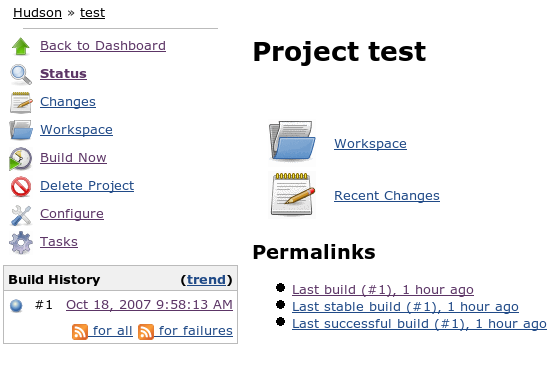 Hudson » test
Back to Dashboard
Status
Changes
Workspace
Build Now
Delete Project
Configure
Tasks
Build History (trend)
#1 Oct 18, 2007 9:58:13 AM
for all for failures
Project test
Workspace
Recent Changes
Permalinks
Last build (#1), 1 hour ago
Last stable build (#1), 1 hour ago
Last successful build (#1), 1 hour ago